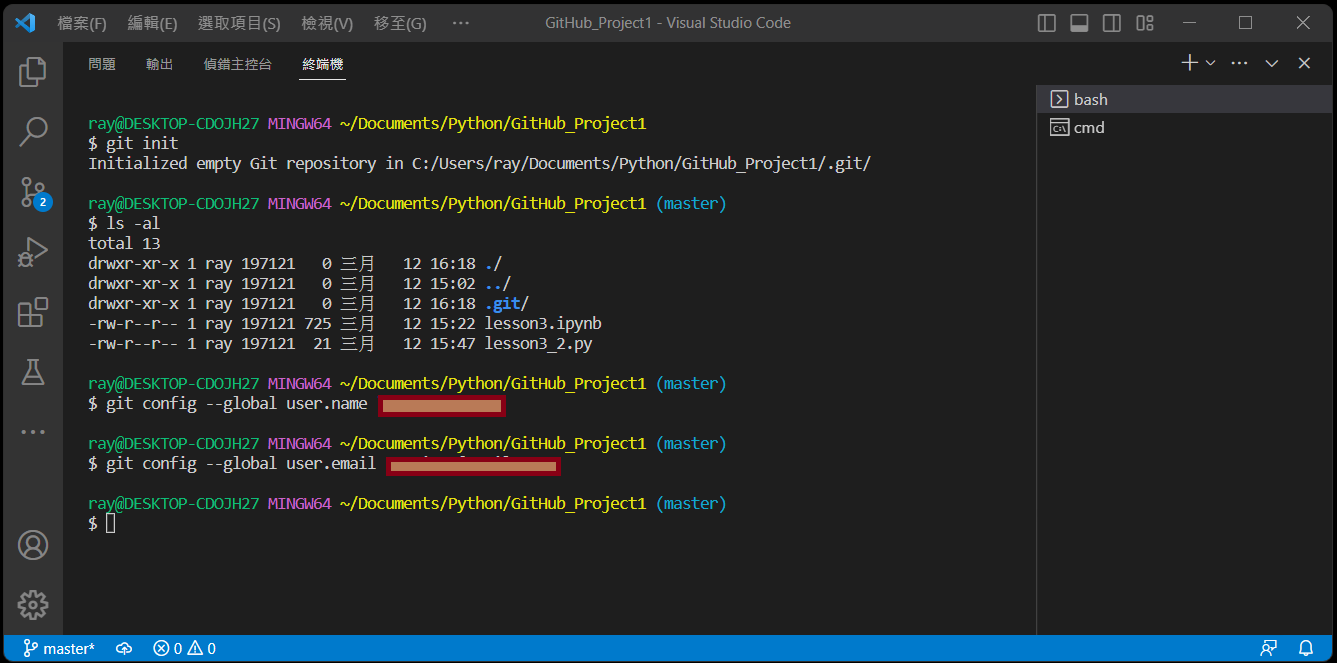 檔案(F) 編輯(E) 選取項目(S) 檢視(V) 移至(G) ··· GitHub_Project1 - Visual Studio Code
問題 輸出 偵錯主控台 終端機
bash
cmd
ray@DESKTOP-CDOJH27 MINGW64 ~/Documents/Python/GitHub_Project1
$ git init
Initialized empty Git repository in C:/Users/ray/Documents/Python/GitHub_Project1/.git/
ray@DESKTOP-CDOJH27 MINGW64 ~/Documents/Python/GitHub_Project1 (master)
$ ls -al
total 13
drwxr-xr-x 1 ray 197121   0 三月   12 16:18 ./
drwxr-xr-x 1 ray 197121   0 三月   12 15:02 ../
drwxr-xr-x 1 ray 197121   0 三月   12 16:18 .git/
-rw-r--r-- 1 ray 197121 725 三月   12 15:22 lesson3.ipynb
-rw-r--r-- 1 ray 197121  21 三月   12 15:47 lesson3_2.py
ray@DESKTOP-CDOJH27 MINGW64 ~/Documents/Python/GitHub_Project1 (master)
$ git config --global user.name
ray@DESKTOP-CDOJH27 MINGW64 ~/Documents/Python/GitHub_Project1 (master)
$ git config --global user.email
ray@DESKTOP-CDOJH27 MINGW64 ~/Documents/Python/GitHub_Project1 (master)
$
2
master* 0 0